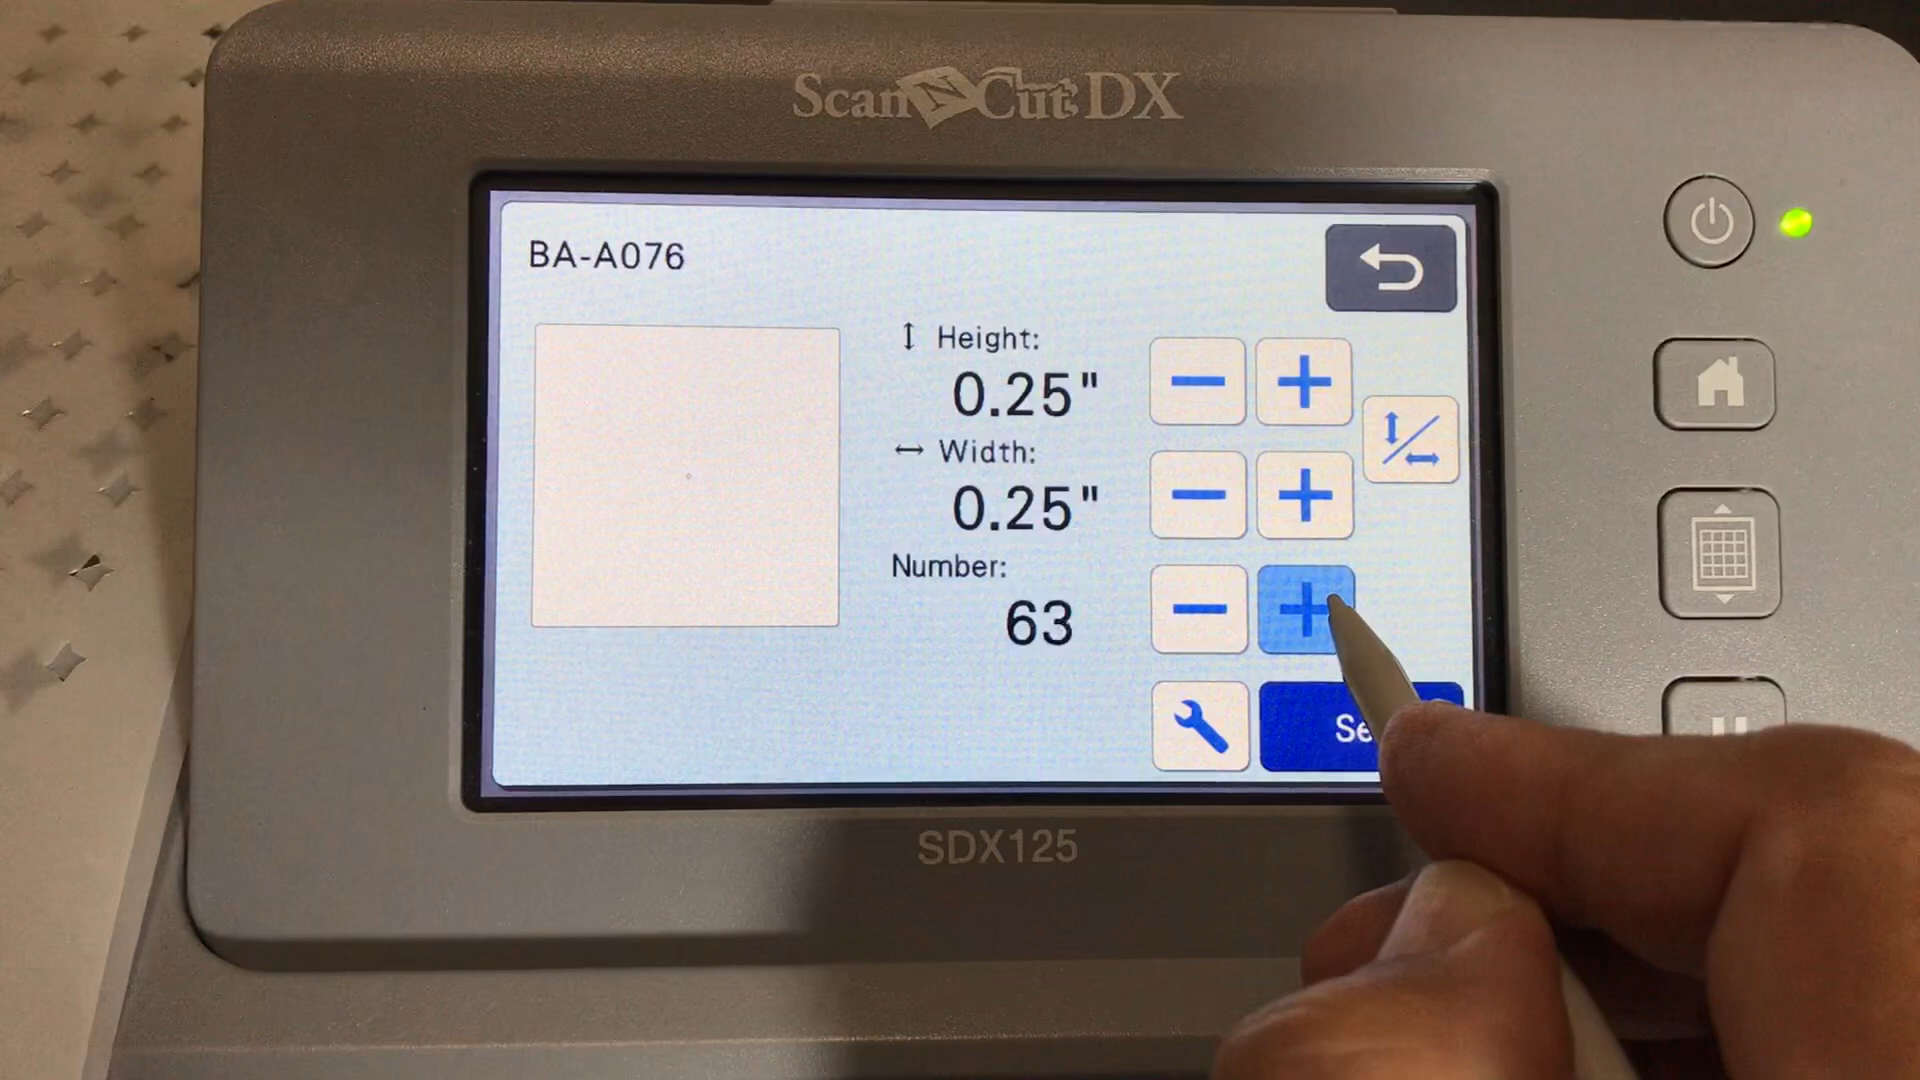 ScanNCut DX
BA-A076
Height:
0.25"
Width:
0.25"
Number:
63
SDX125